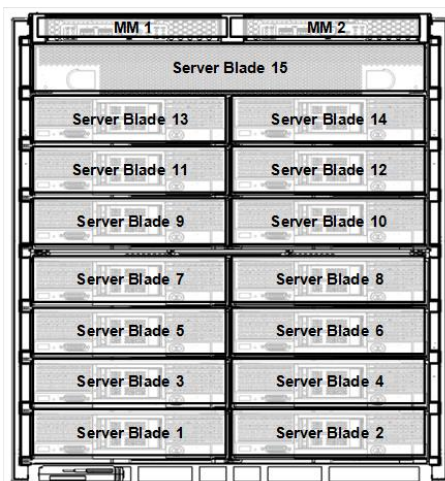 MM 1 MM 2
Server Blade 15
Server Blade 13 Server Blade 14
Server Blade 11 Server Blade 12
Server Blade 9 Server Blade 10
Server Blade 7 Server Blade 8
Server Blade 5 Server Blade 6
Server Blade 3 Server Blade 4
Server Blade 1 Server Blade 2